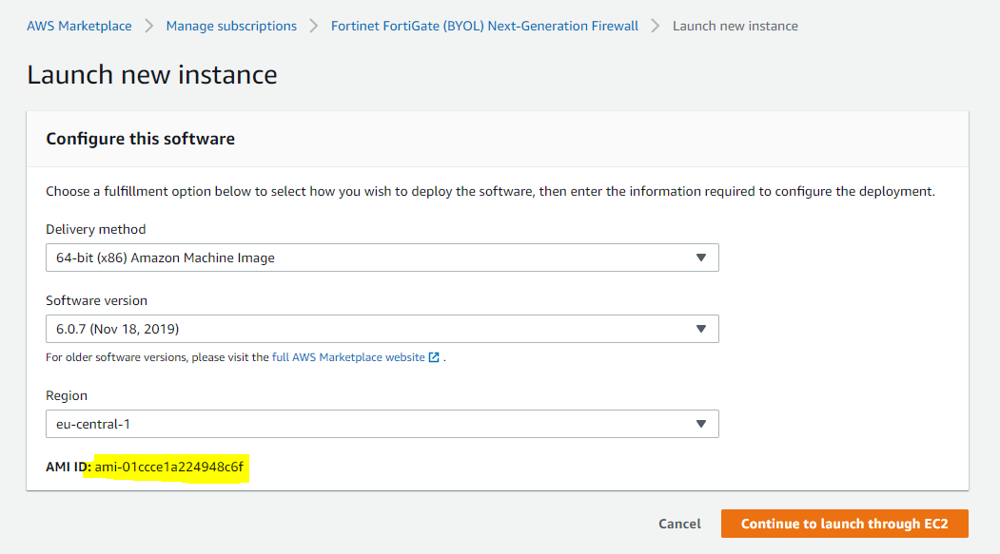 AWS Marketplace > Manage subscriptions > Fortinet FortiGate (BYOL) Next-Generation Firewall > Launch new instance
Launch new instance
Configure this software
Choose a fulfillment option below to select how you wish to deploy the software, then enter the information required to configure the deployment.
Delivery method
64-bit (x86) Amazon Machine Image
Software version
6.0.7 (Nov 18, 2019)
For older software versions, please visit the full AWS Marketplace website .
Region
eu-central-1
AMI ID: ami-01ccce1a224948c6f
Cancel Continue to launch through EC2